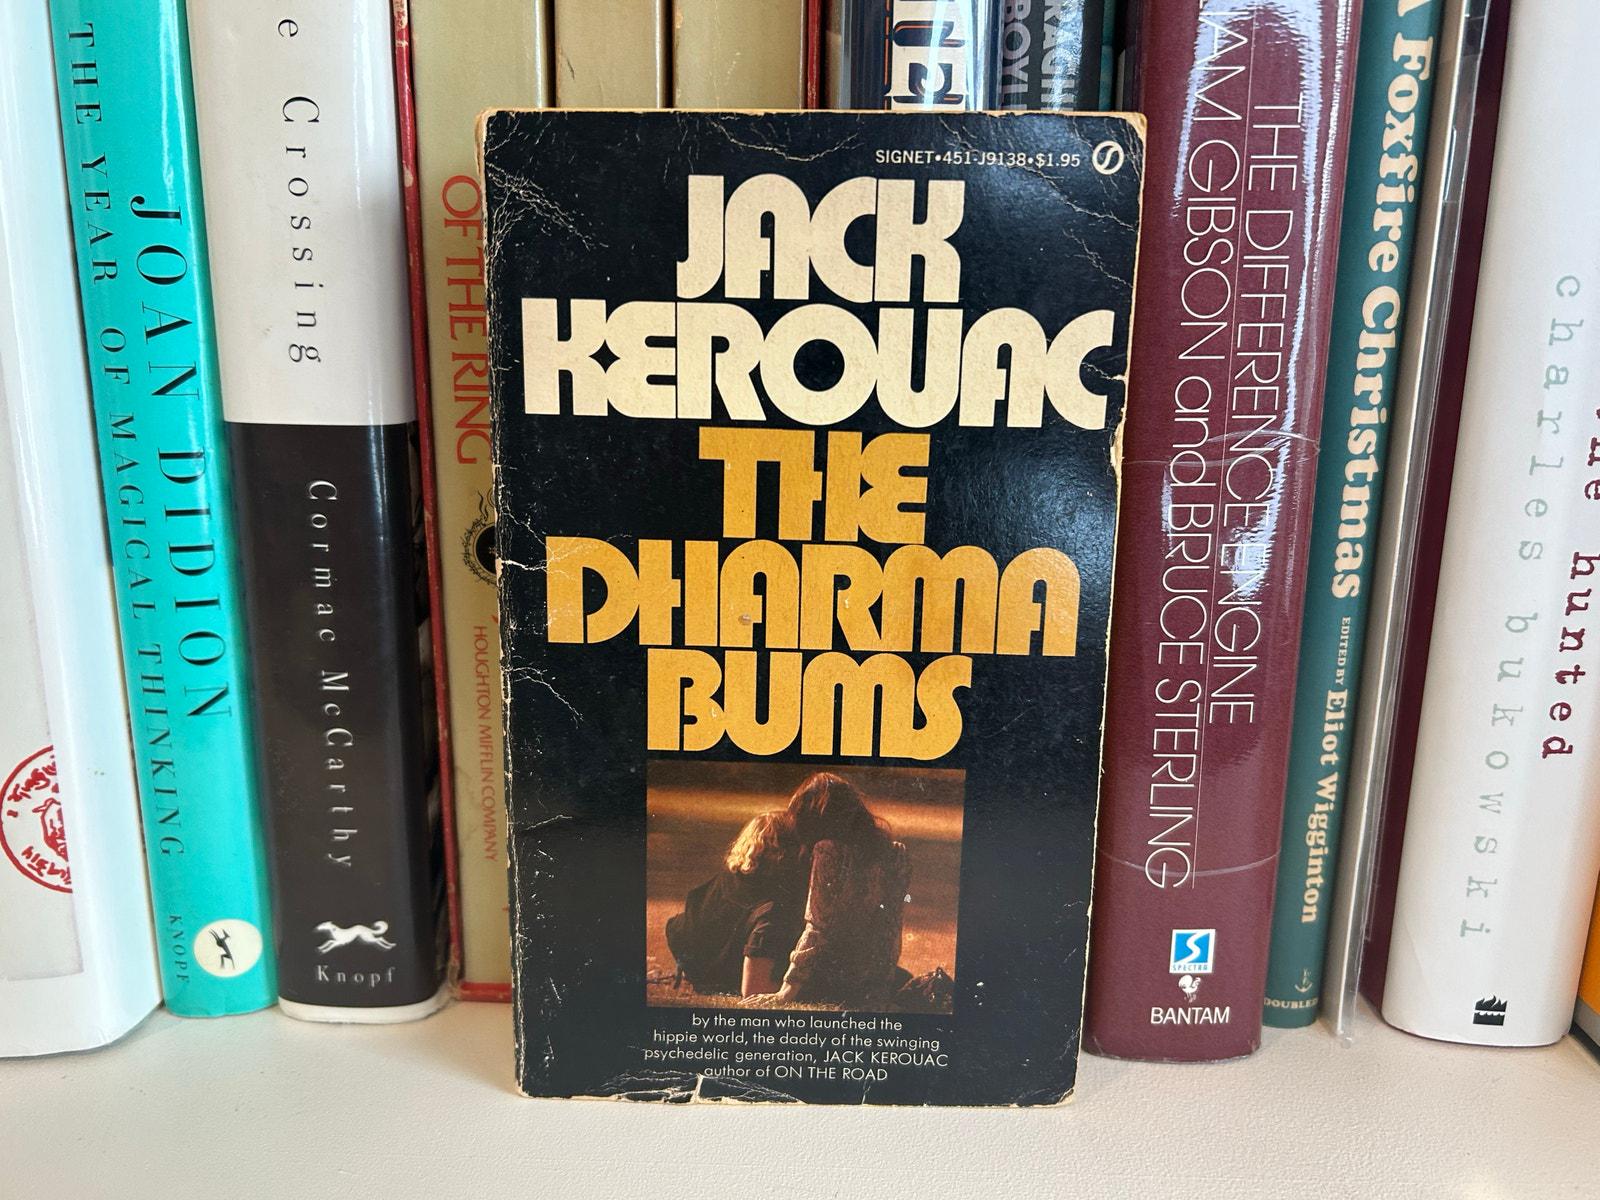 THE YEAR OF MAGICAL THINKING
JOAN DIDION
KNOPF
e Crossing
Cormac McCarthy
Knopf
OF THE RING
HOUGHTON MIFFLIN COMPANY
SIGNET•451-J9138•$1.95
JACK
KEROUAC
THE
DHARMA
BUMS
by the man who launched the
hippie world, the daddy of the swinging
psychedelic generation, JACK KEROUAC
author of ON THE ROAD
BOYLE
THE DIFFERENCE ENGINE
LIAM GIBSON and BRUCE STERLING
SPECTRA
BANTAM
A Foxfire Christmas
EDITED BY Eliot Wigginton
DOUBLED
charles bukowski
hunted